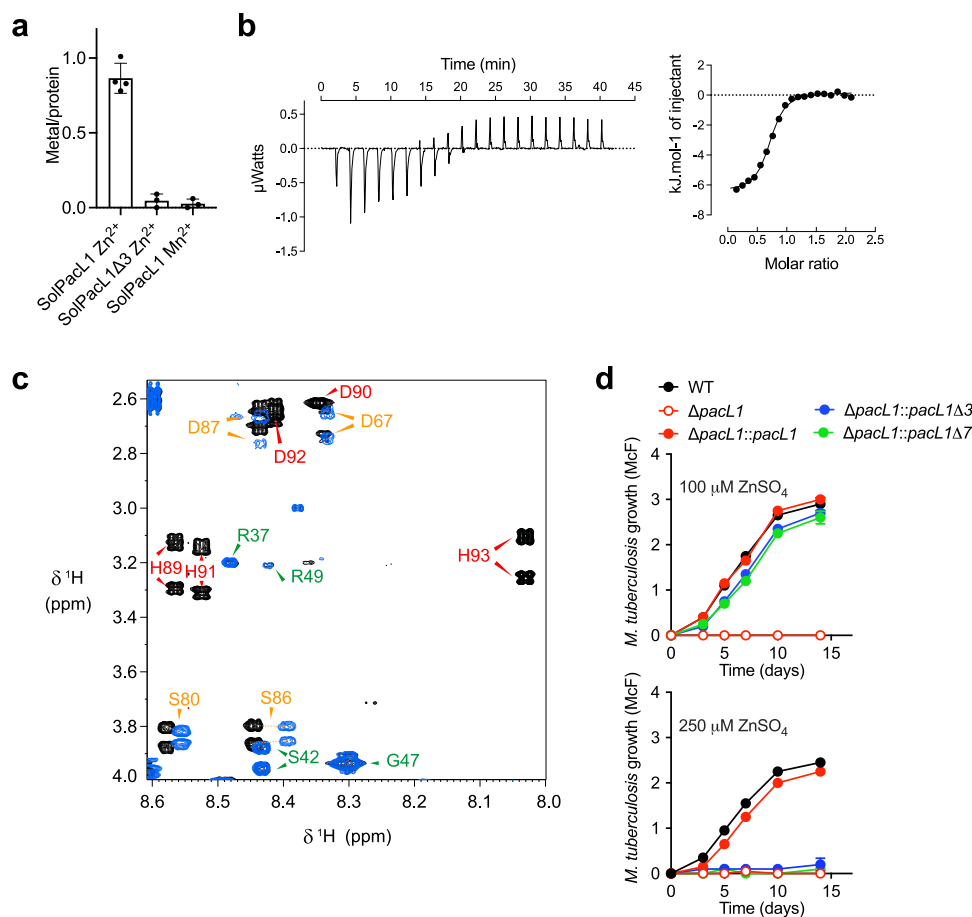 a
Metal/protein
1.0
0.5
0.0
SolPacL1 Zn²⁺
SolPacL1Δ3 Zn²⁺
SolPacL1 Mn²⁺
b
Time (min)
0 5 10 15 20 25 30 35 40 45
µWatts
0.5
0.0
-0.5
-1.0
-1.5
kJ.mol-1 of injectant
2
0
-2
-4
-6
-8
0.0 0.5 1.0 1.5 2.0 2.5
Molar ratio
c
2.6
2.8
3.0
3.2
3.4
3.6
3.8
4.0
δ ¹H
(ppm)
D90
D87
D67
D92
R37
H89
H91
H93
R49
S80
S86
S42
G47
8.6 8.5 8.4 8.3 8.2 8.1 8.0
δ ¹H (ppm)
d
WT
ΔpacL1
ΔpacL1::pacL1Δ3
ΔpacL1::pacL1
ΔpacL1::pacL1Δ7
M. tuberculosis growth (McF)
4
3
2
1
0
100 µM ZnSO₄
0 5 10 15
Time (days)
M. tuberculosis growth (McF)
4
3
2
1
0
250 µM ZnSO₄
0 5 10 15
Time (days)